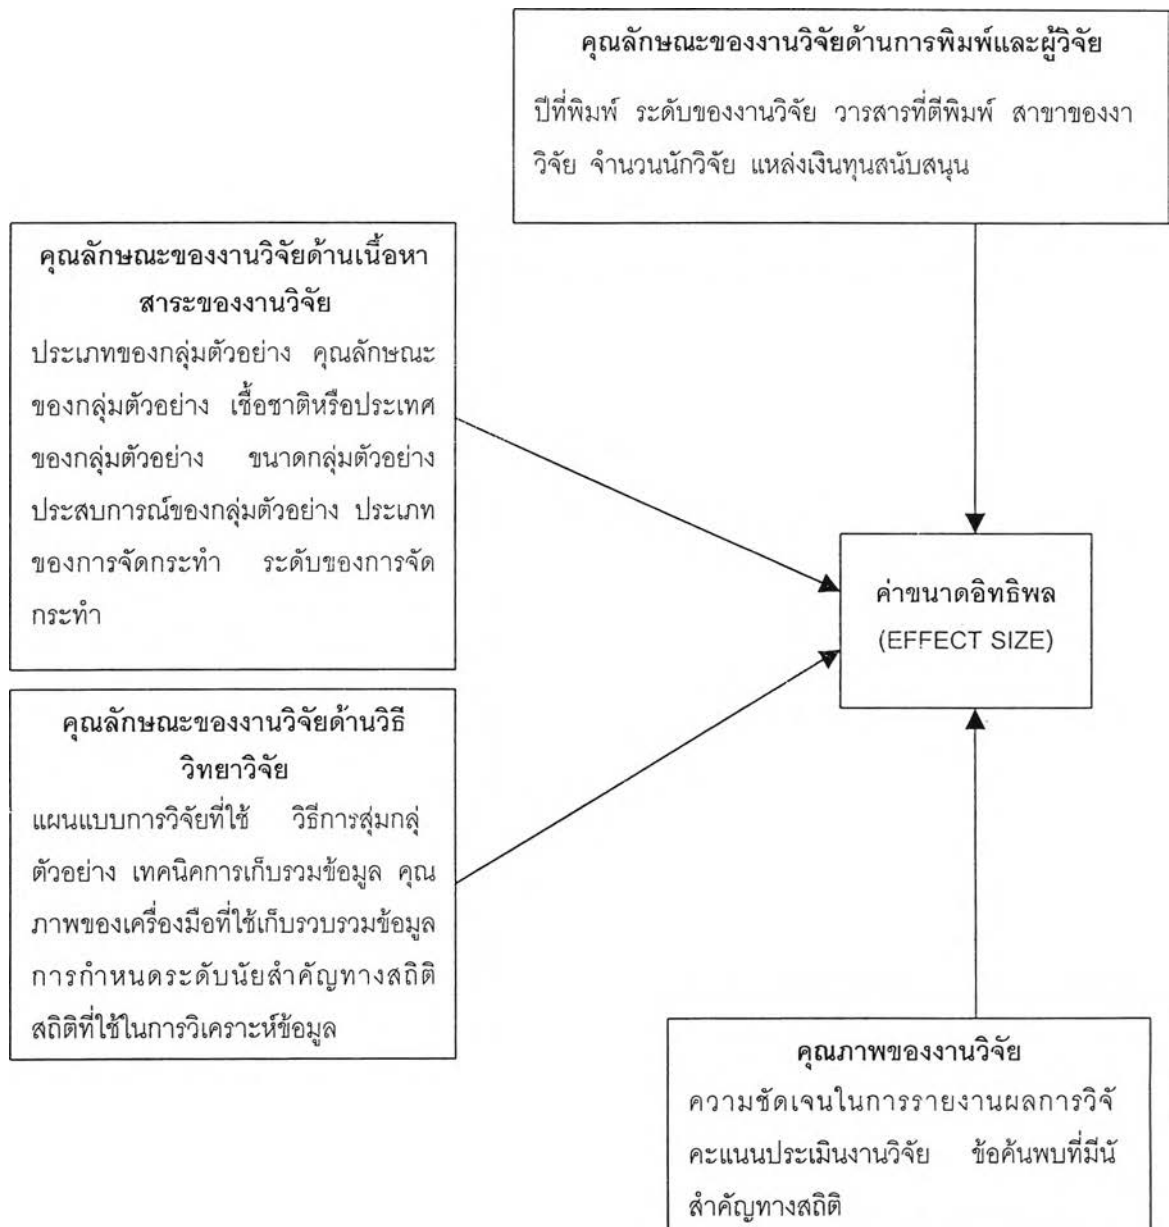 คุณลักษณะของงานวิจัยด้านการพิมพ์และผู้วิจัย
ปีที่พิมพ์ ระดับของงานวิจัย วารสารที่ตีพิมพ์ สาขาของงา
วิจัย จำนวนนักวิจัย แหล่งเงินทุนสนับสนุน
คุณลักษณะของงานวิจัยด้านเนื้อหา
สาระของงานวิจัย
ประเภทของกลุ่มตัวอย่าง คุณลักษณะ
ของกลุ่มตัวอย่าง เชื้อชาติหรือประเทศ
ของกลุ่มตัวอย่าง ขนาดกลุ่มตัวอย่าง
ประสบการณ์ของกลุ่มตัวอย่าง ประเภท
ของการจัดกระทำ ระดับของการจัด
กระทำ
ค่าขนาดอิทธิพล
(EFFECT SIZE)
คุณลักษณะของงานวิจัยด้านวิธี
วิทยาวิจัย
แผนแบบการวิจัยที่ใช้ วิธีการสุ่มกลุ่
ตัวอย่าง เทคนิคการเก็บรวมข้อมูล คุณ
ภาพของเครื่องมือที่ใช้เก็บรวบรวมข้อมูล
การกำหนดระดับนัยสำคัญทางสถิติ
สถิติที่ใช้ในการวิเคราะห์ข้อมูล
คุณภาพของงานวิจัย
ความชัดเจนในการรายงานผลการวิจั
คะแนนประเมินงานวิจัย ข้อค้นพบที่มีนั
สำคัญทางสถิติ